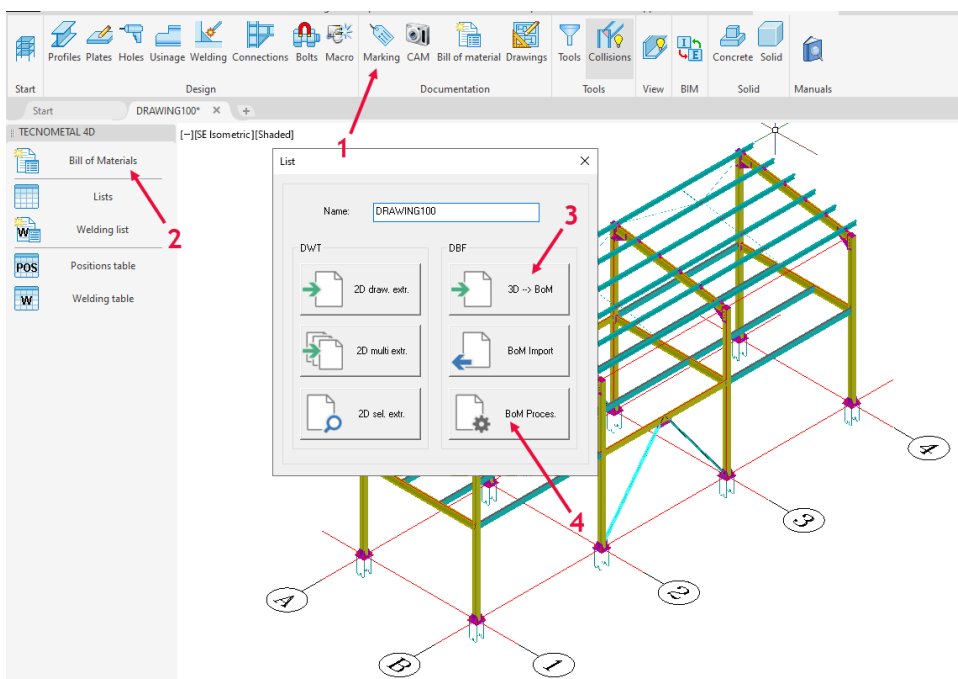 Profiles Plates Holes Usinage Welding Connections Bolts Macro Marking CAM Bill of material Drawings Tools Collisions Concrete Solid
Start Design Documentation Tools View BIM Solid Manuals
Start DRAWING100* × +
TECNOMETAL 4D
[−][SE Isometric][Shaded]
Bill of Materials
Lists
Welding list
Positions table
POS
Welding table
W
W
1
2
List ×
Name: DRAWING100
3
DWT DBF
2D draw. extr. 3D --> BoM
2D multi extr. BoM Import
2D sel. extr. BoM Proces.
4
4
3
2
A
B
1